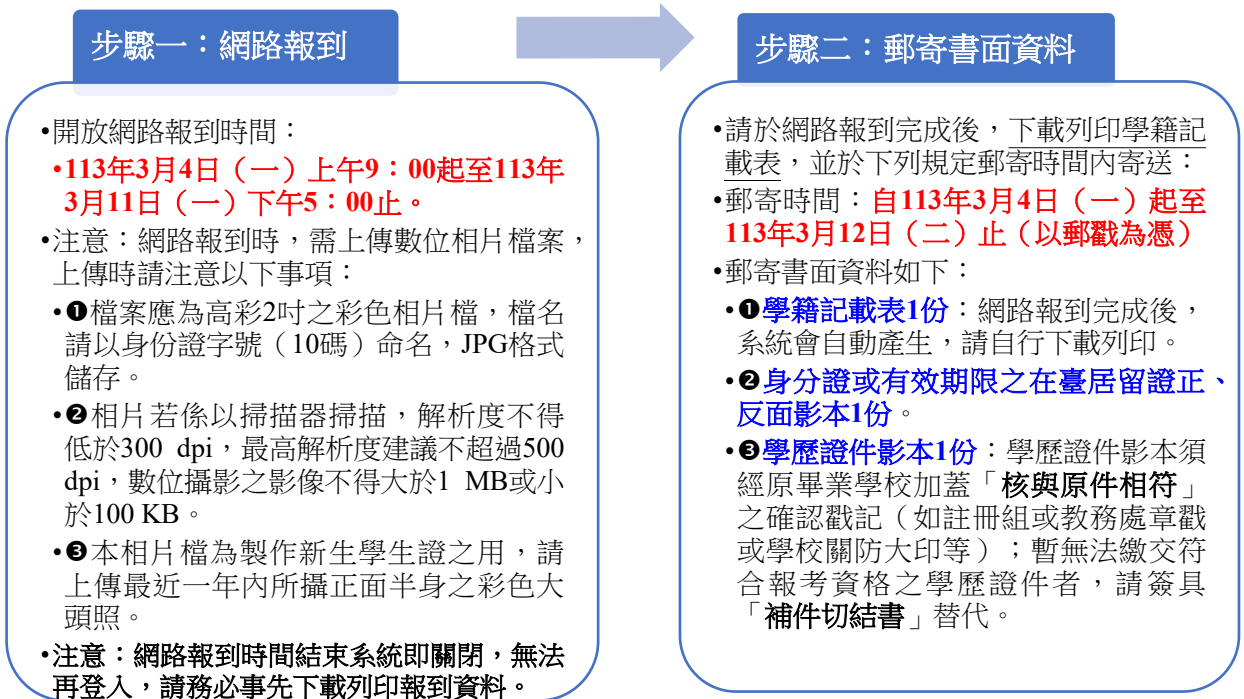 步驟一：網路報到
•開放網路報到時間：
•113年3月4日（一）上午9：00起至113年
3月11日（一）下午5：00止。
•注意：網路報到時，需上傳數位相片檔案，
上傳時請注意以下事項：
•❶檔案應為高彩2吋之彩色相片檔，檔名
請以身份證字號（10碼）命名，JPG格式
儲存。
•❷相片若係以掃描器掃描，解析度不得
低於300 dpi，最高解析度建議不超過500
dpi，數位攝影之影像不得大於1 MB或小
於100 KB。
•❸本相片檔為製作新生學生證之用，請
上傳最近一年內所攝正面半身之彩色大
頭照。
•注意：網路報到時間結束系統即關閉，無法
再登入，請務必事先下載列印報到資料。
步驟二：郵寄書面資料
•請於網路報到完成後，下載列印學籍記
載表，並於下列規定郵寄時間內寄送：
•郵寄時間：自113年3月4日（一）起至
113年3月12日（二）止（以郵戳為憑）
•郵寄書面資料如下：
•❶學籍記載表1份：網路報到完成後，
系統會自動產生，請自行下載列印。
•❷身分證或有效期限之在臺居留證正、
反面影本1份。
•❸學歷證件影本1份：學歷證件影本須
經原畢業學校加蓋「核與原件相符」
之確認戳記（如註冊組或教務處章戳
或學校關防大印等）；暫無法繳交符
合報考資格之學歷證件者，請簽具
「補件切結書」替代。